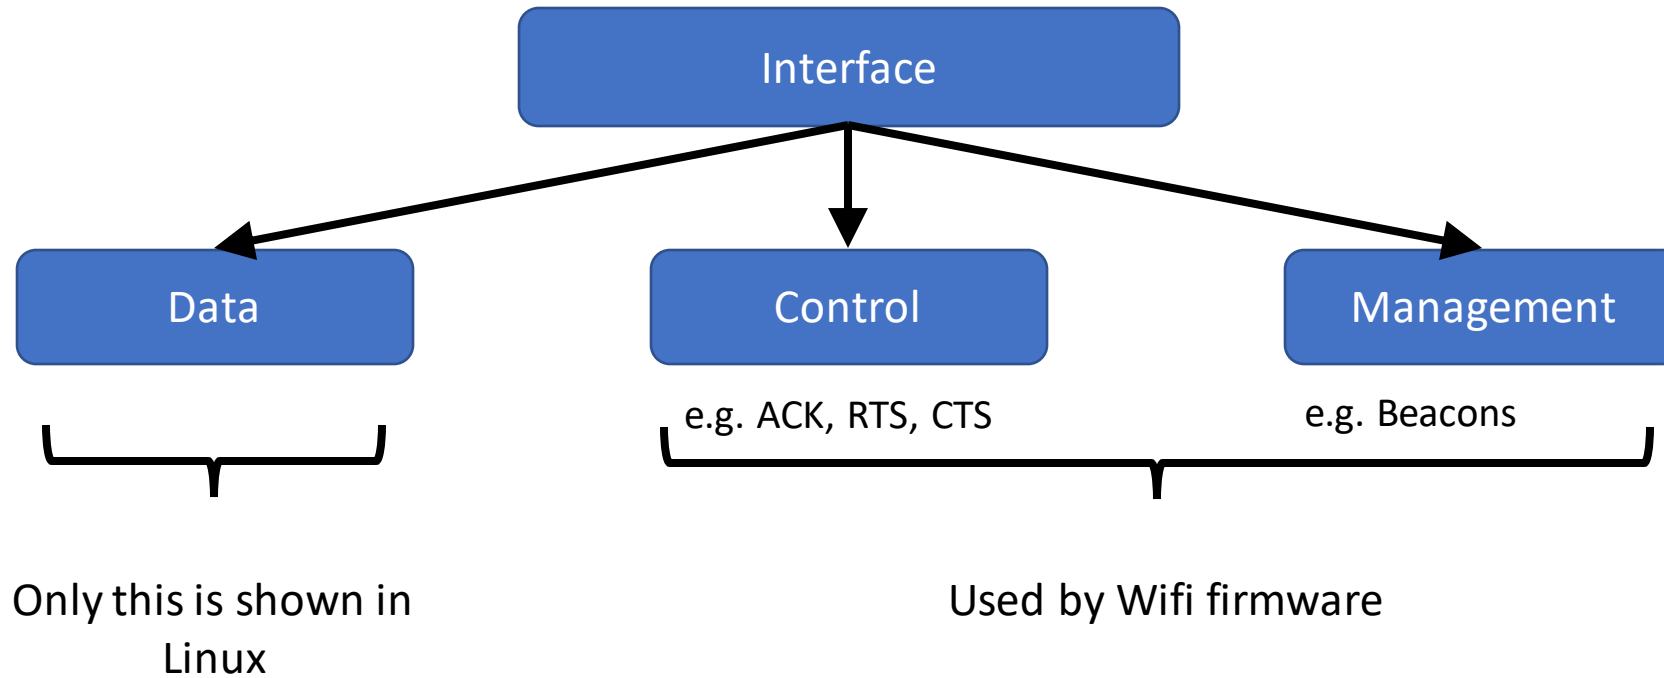 Interface
Data
Control
Management
e.g. ACK, RTS, CTS
e.g. Beacons
Only this is shown in
Linux
Used by Wifi firmware